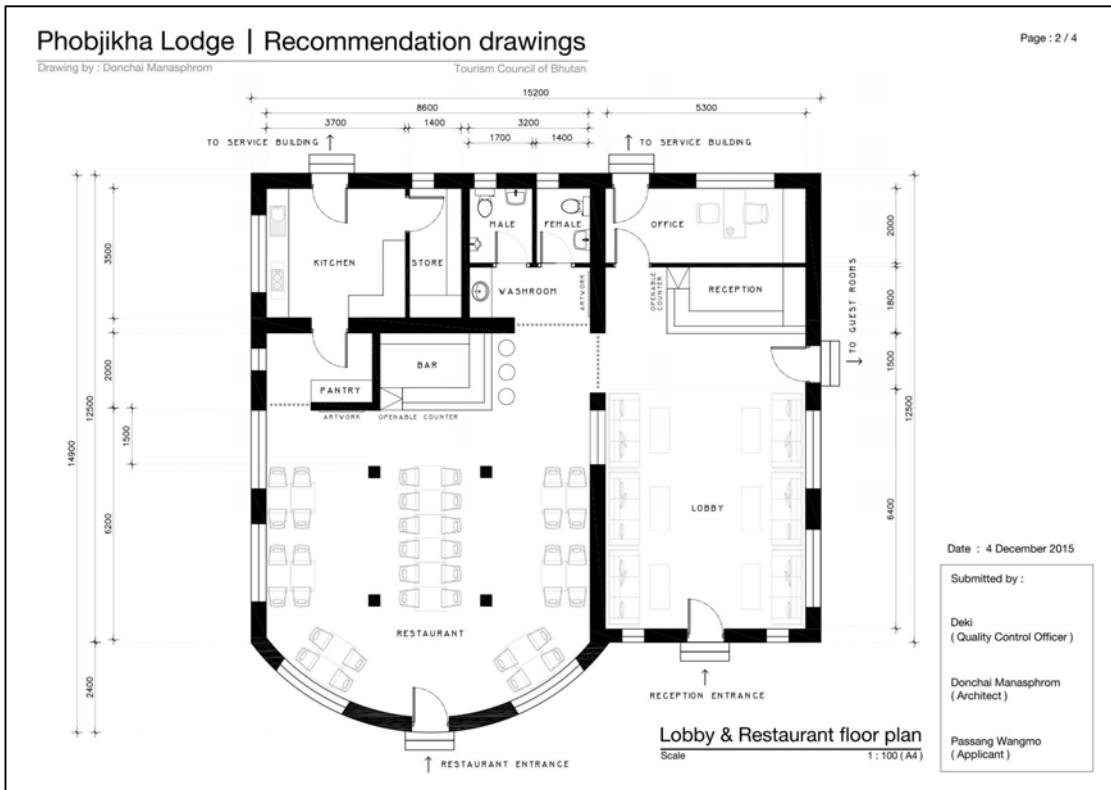 Phobjikha Lodge | Recommendation drawings
Page : 2 / 4
Drawing by : Donchai Manasphrom
Tourism Council of Bhutan
15200
8600
5300
3700
1400
3200
1700
1400
TO SERVICE BUILDING
TO SERVICE BUILDING
MALE
FEMALE
OFFICE
2000
3500
KITCHEN
STORE
WASHROOM
ARTWORK
OPENABLE
COUNTER
RECEPTION
1800
TO GUEST ROOMS
2000
BAR
1500
PANTRY
ARTWORK
OPENABLE COUNTER
12500
12500
1500
14900
6200
LOBBY
6400
RESTAURANT
2400
RECEPTION ENTRANCE
RESTAURANT ENTRANCE
Lobby & Restaurant floor plan
Scale
1 : 100 ( A4 )
Date : 4 December 2015
Submitted by :
Deki
( Quality Control Officer )
Donchai Manasphrom
( Architect )
Passang Wangmo
( Applicant )